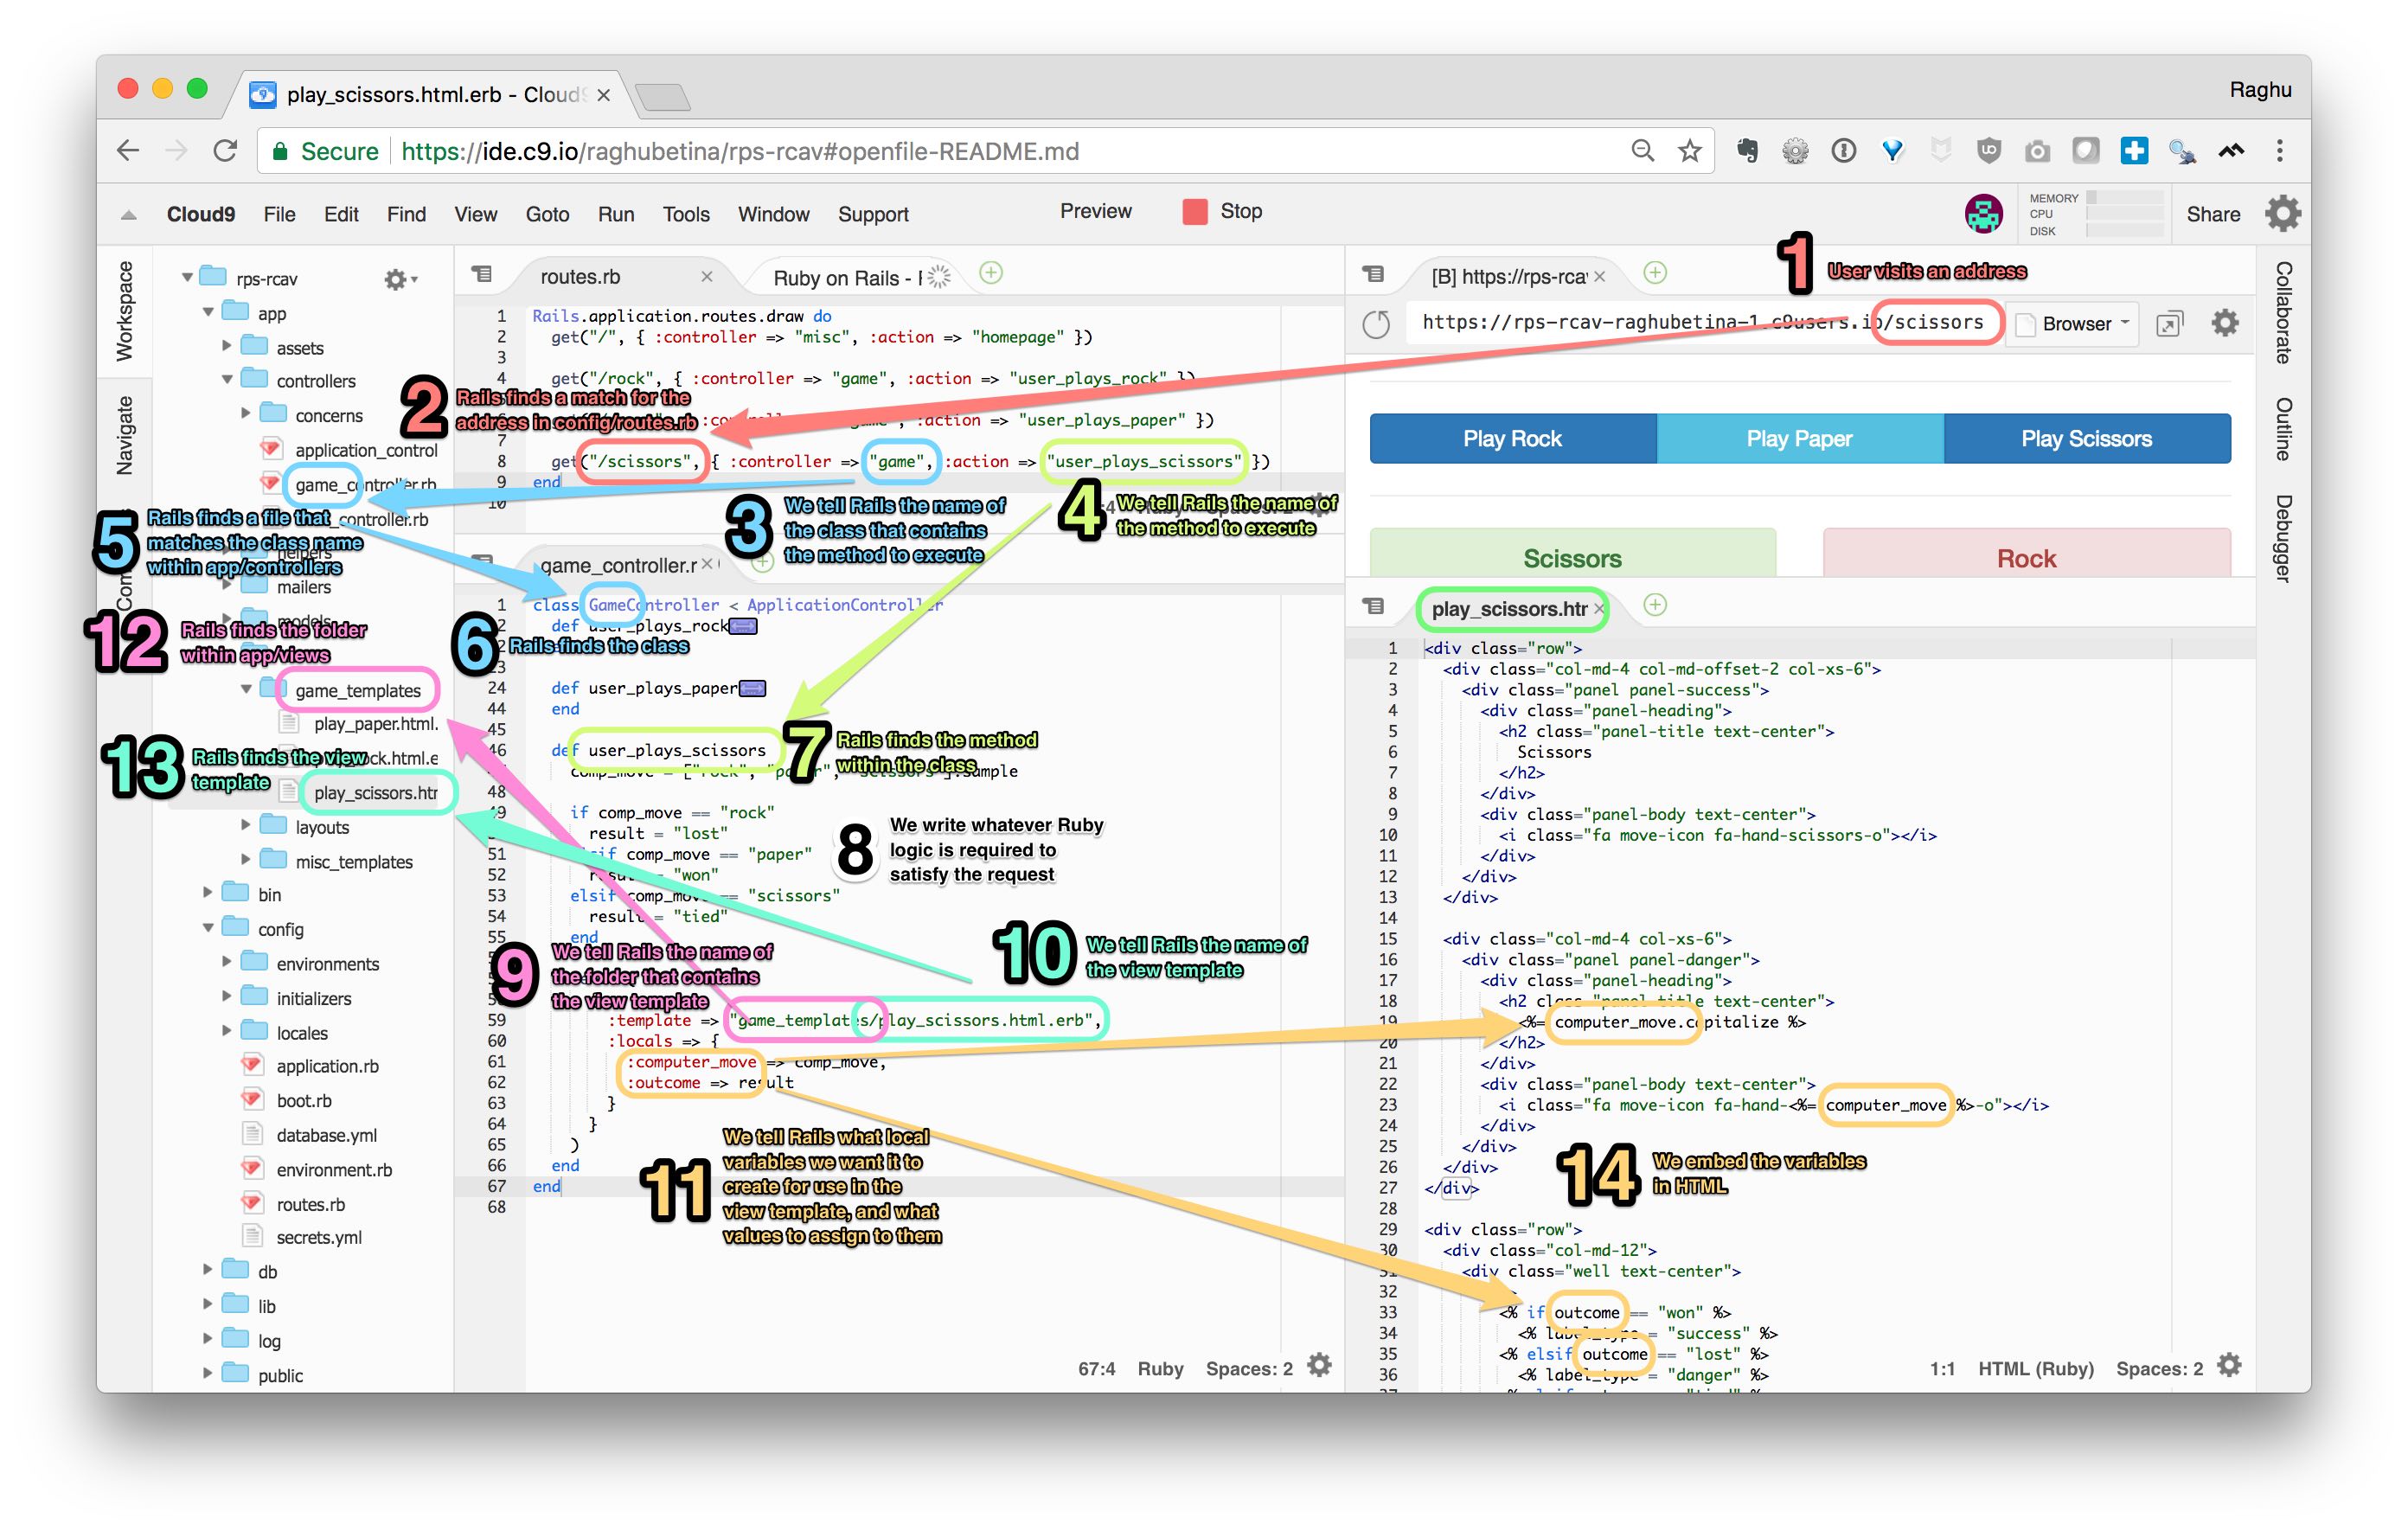 play_scissors.html.erb - Cloud9
Raghu
Secure
https://ide.c9.io/raghubetina/rps-rcav#openfile-README.md
Cloud9 File Edit Find View Goto Run Tools Window Support Preview Stop
MEMORY
CPU
DISK
Share
Workspace
Navigate
Collaborate
Outline
Debugger
rps-rcav
app
assets
controllers
concerns
application_control
game_controller.rb
_controller.rb
helpers
mailers
models
game_templates
play_paper.html.
ock.html.e
play_scissors.htr
layouts
misc_templates
bin
config
environments
initializers
locales
application.rb
boot.rb
database.yml
environment.rb
routes.rb
secrets.yml
db
lib
log
public
routes.rb
Ruby on Rails - F
1 Rails.application.routes.draw do
2 get("/", { :controller => "misc", :action => "homepage" })
3
4 get("/rock", { :controller => "game", :action => "user_plays_rock" })
:action => "user_plays_paper" })
7
8 get("/scissors", { :controller => "game", :action => "user_plays_scissors" })
9 end
10
game_controller.r
1 class GameController < ApplicationController
2 def user_plays_rock
23
24 def user_plays_paper
44 end
45
46 def user_plays_scissors
comp_move = ["rock", "paper", "scissors"].sample
48
49 if comp_move == "rock"
result = "lost"
51 elsif comp_move == "paper"
52 result = "won"
53 elsif comp_move == "scissors"
54 result = "tied"
55 end
59 :template => "game_templates/play_scissors.html.erb",
60 :locals => {
61 :computer_move => comp_move,
62 :outcome => result
63 }
64 }
65 )
66 end
67 end
68
67:4 Ruby Spaces: 2
[B] https://rps-rca
https://rps-rcav-raghubetina-1.c9users.io/scissors
Browser
Play Rock
Play Paper
Play Scissors
Scissors
Rock
play_scissors.htr
1 <div class="row">
2 <div class="col-md-4 col-md-offset-2 col-xs-6">
3 <div class="panel panel-success">
4 <div class="panel-heading">
5 <h2 class="panel-title text-center">
6 Scissors
7 </h2>
8 </div>
9 <div class="panel-body text-center">
10 <i class="fa move-icon fa-hand-scissors-o"></i>
11 </div>
12 </div>
13 </div>
14
15 <div class="col-md-4 col-xs-6">
16 <div class="panel panel-danger">
17 <div class="panel-heading">
18 <h2 class="panel-title text-center">
19 <%= computer_move.capitalize %>
20 </h2>
21 </div>
22 <div class="panel-body text-center">
23 <i class="fa move-icon fa-hand-<%= computer_move %>-o"></i>
24 </div>
25 </div>
26 </div>
27 </div>
28
29 <div class="row">
30 <div class="col-md-12">
31 <div class="well text-center">
32
33 <% if outcome == "won" %>
34 <% label_type = "success" %>
35 <% elsif outcome == "lost" %>
36 <% label_type = "danger" %>
1:1 HTML (Ruby) Spaces: 2
1 User visits an address
2 Rails finds a match for the
address in config/routes.rb
3 We tell Rails the name of
the class that contains
the method to execute
4 We tell Rails the name of
the method to execute
5 Rails finds a file that
matches the class name
within app/controllers
6 Rails finds the class
7 Rails finds the method
within the class
8 We write whatever Ruby
logic is required to
satisfy the request
9 We tell Rails the name of
the folder that contains
the view template
10 We tell Rails the name of
the view template
11 We tell Rails what local
variables we want it to
create for use in the
view template, and what
values to assign to them
12 Rails finds the folder
within app/views
13 Rails finds the view
template
14 We embed the variables
in HTML